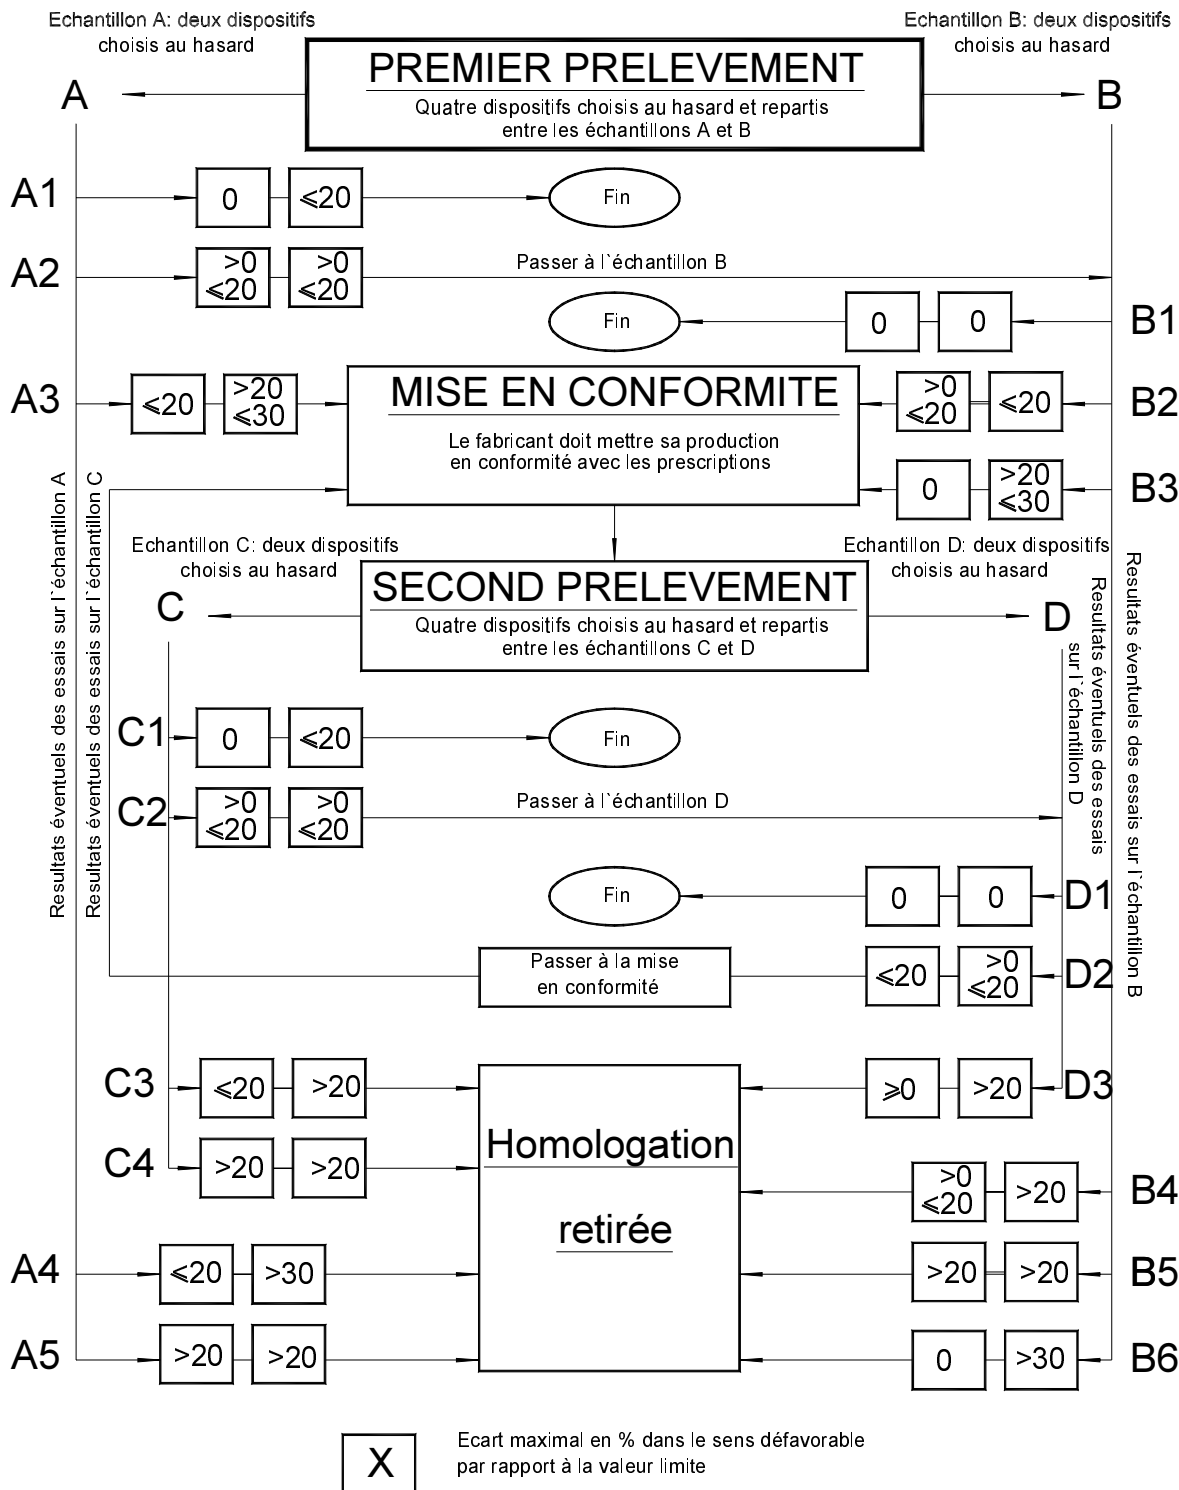 Echantillon A: deux dispositifs
choisis au hasard
Echantillon B: deux dispositifs
choisis au hasard
PREMIER PRELEVEMENT
A
B
Quatre dispositifs choisis au hasard et repartis
entre les échantillons A et B
A1
0
⩽20
Fin
A2
>0
⩽20
>0
⩽20
Passer à l`échantillon B
Fin
0
0
B1
A3
⩽20
>20
⩽30
MISE EN CONFORMITE
Le fabricant doit mettre sa production
en conformité avec les prescriptions
>0
⩽20
⩽20
B2
0
>20
⩽30
B3
Resultats éventuels des essais sur l`échantillon A
Resultats éventuels des essais sur l`échantillon C
Echantillon C: deux dispositifs
choisis au hasard
Echantillon D: deux dispositifs
choisis au hasard
SECOND PRELEVEMENT
C
D
Quatre dispositifs choisis au hasard et repartis
entre les échantillons C et D
Resultats éventuels des essais
sur l`échantillon D
Resultats éventuels des essais sur l`échantillon B
C1
0
⩽20
Fin
C2
>0
⩽20
>0
⩽20
Passer à l`échantillon D
Fin
0
0
D1
Passer à la mise
en conformité
⩽20
>0
⩽20
D2
C3
⩽20
>20
⩾0
>20
D3
C4
>20
>20
Homologation
retirée
>0
⩽20
>20
B4
A4
⩽20
>30
>20
>20
B5
A5
>20
>20
0
>30
B6
X
Ecart maximal en % dans le sens défavorable
par rapport à la valeur limite